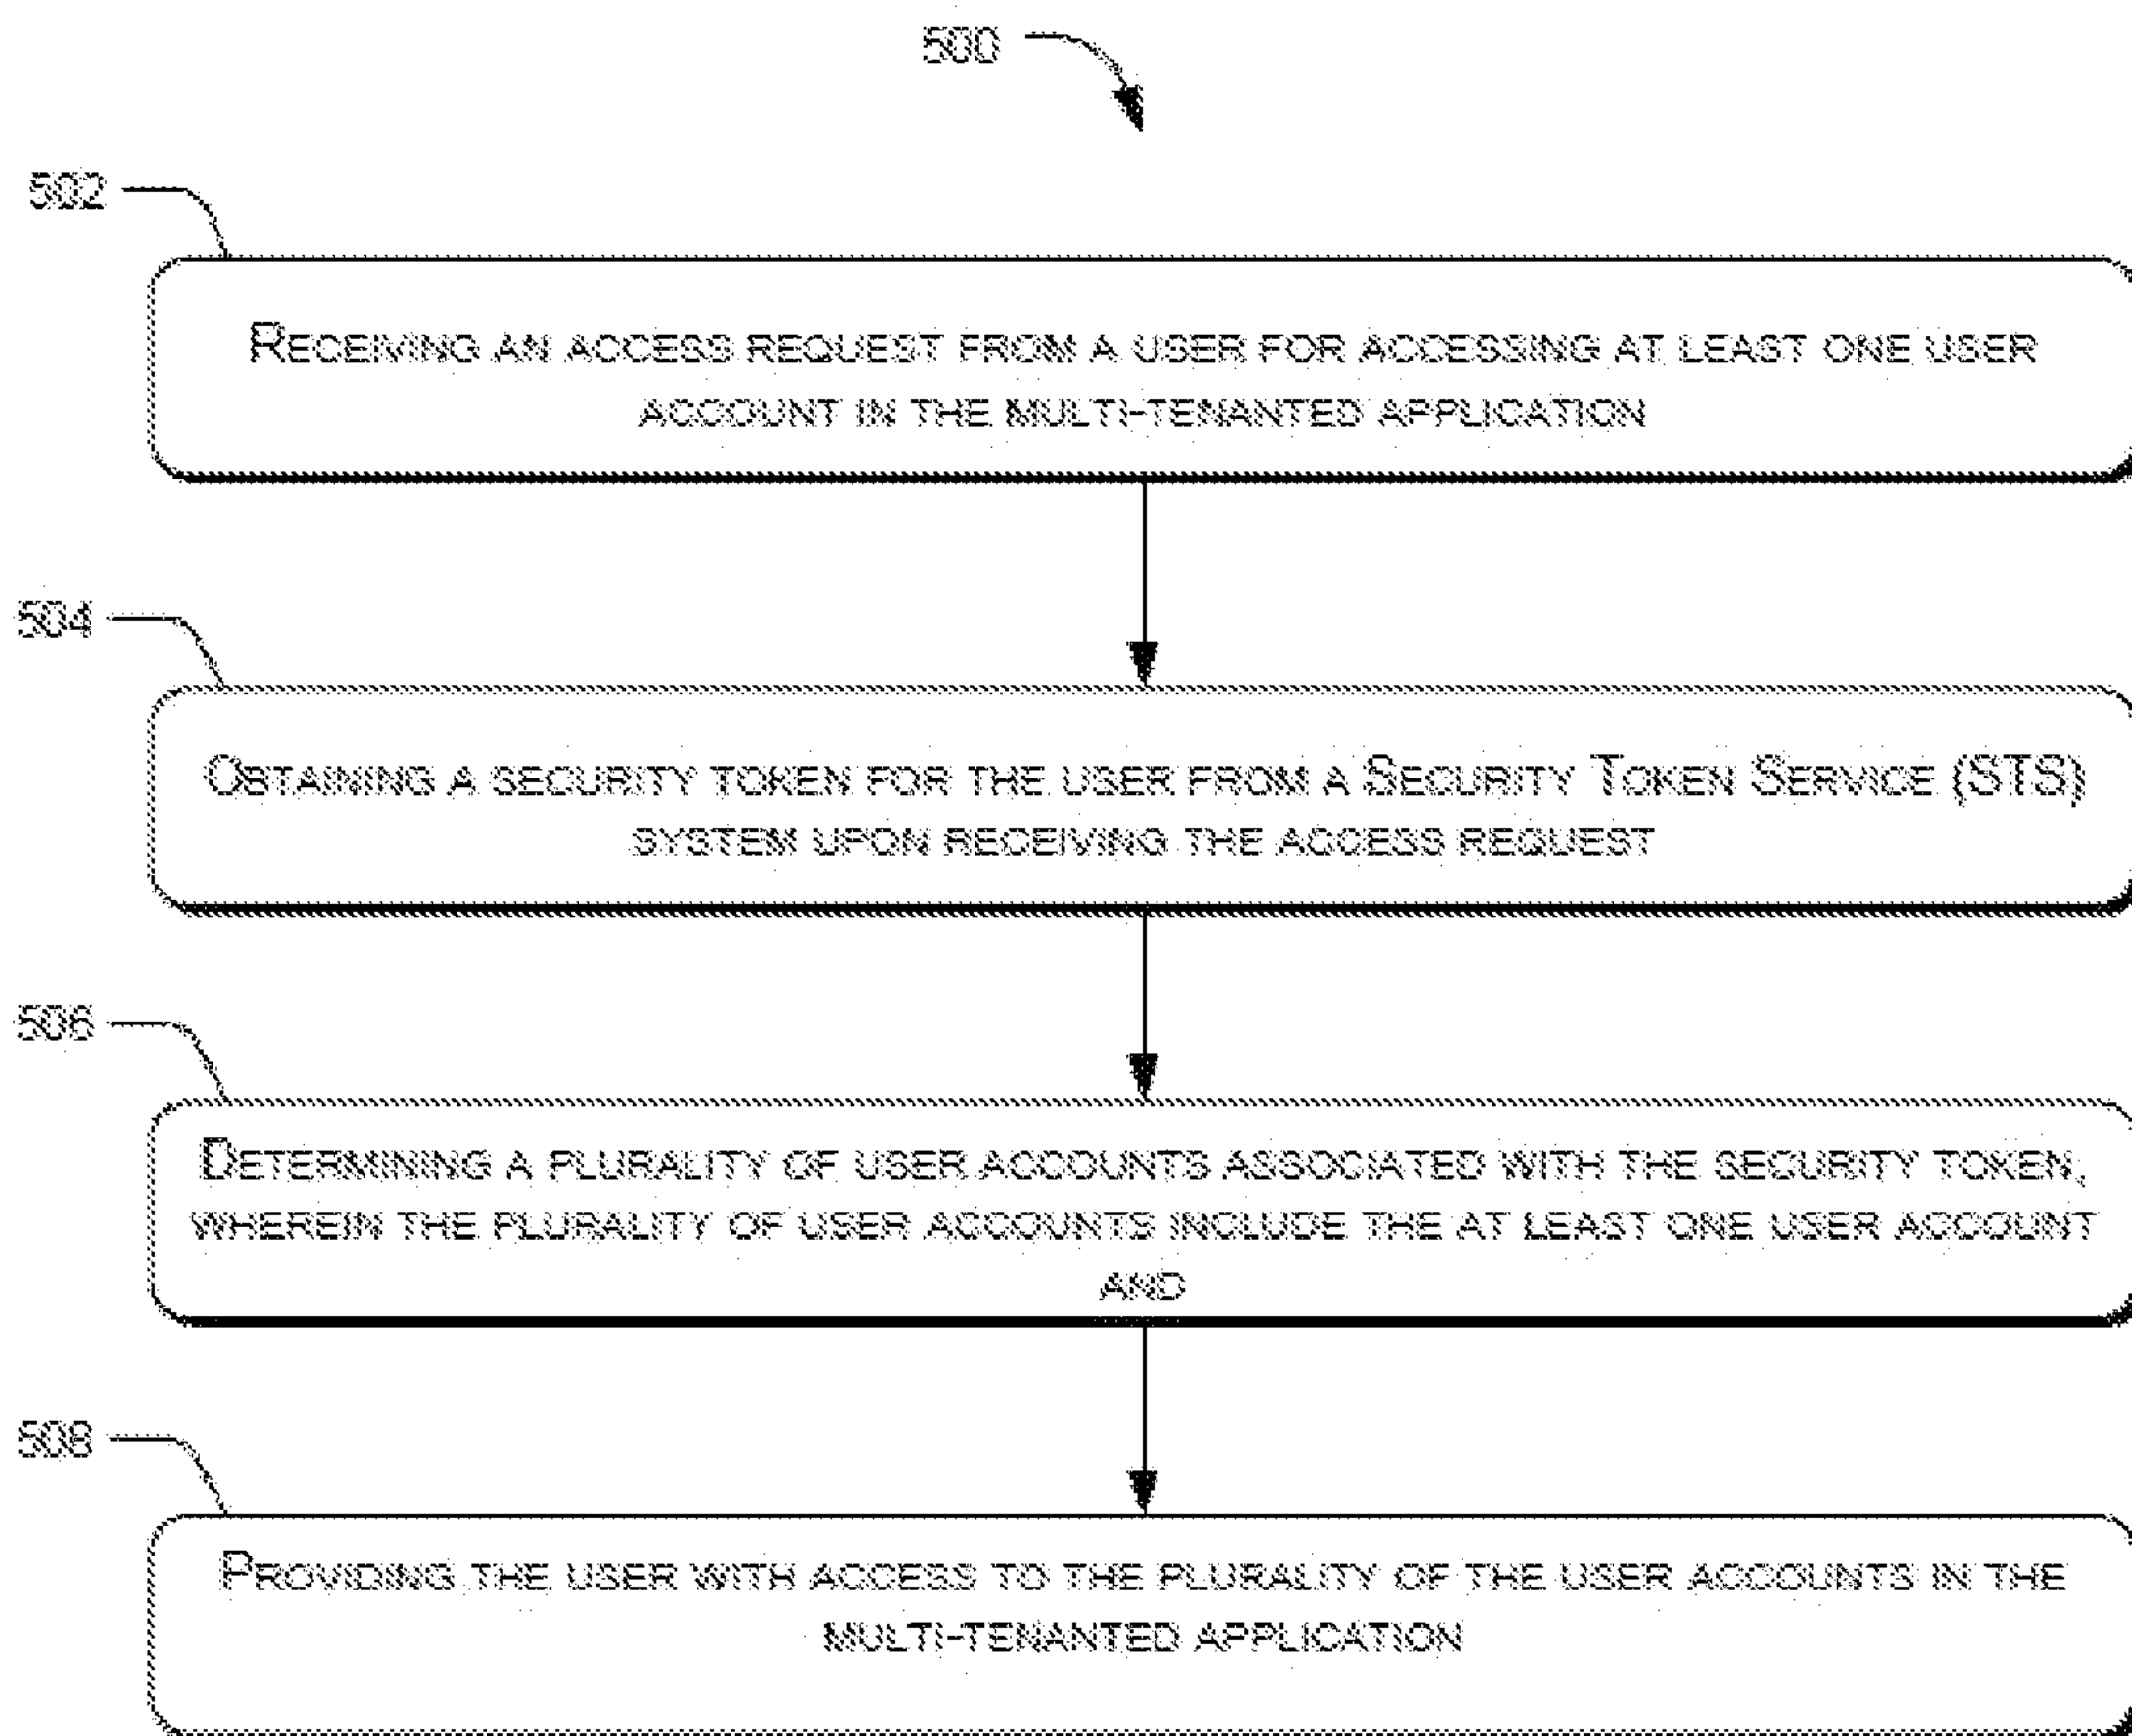 500
502
RECEIVING AN ACCESS REQUEST FROM A USER FOR ACCESSING AT LEAST ONE USER
ACCOUNT IN THE MULTI-TENANTED APPLICATION
504
OBTAINING A SECURITY TOKEN FOR THE USER FROM A SECURITY TOKEN SERVICE (STS)
SYSTEM UPON RECEIVING THE ACCESS REQUEST
506
DETERMINING A PLURALITY OF USER ACCOUNTS ASSOCIATED WITH THE SECURITY TOKEN,
WHEREIN THE PLURALITY OF USER ACCOUNTS INCLUDE THE AT LEAST ONE USER ACCOUNT
AND
508
PROVIDING THE USER WITH ACCESS TO THE PLURALITY OF THE USER ACCOUNTS IN THE
MULTI-TENANTED APPLICATION